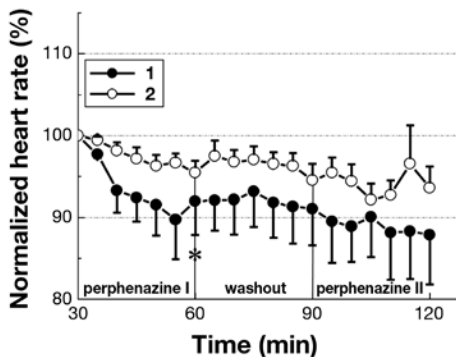 Normalized heart rate (%)
110
100
90
80
1
2
*
perphenazine I
washout
perphenazine II
30
60
90
120
Time (min)